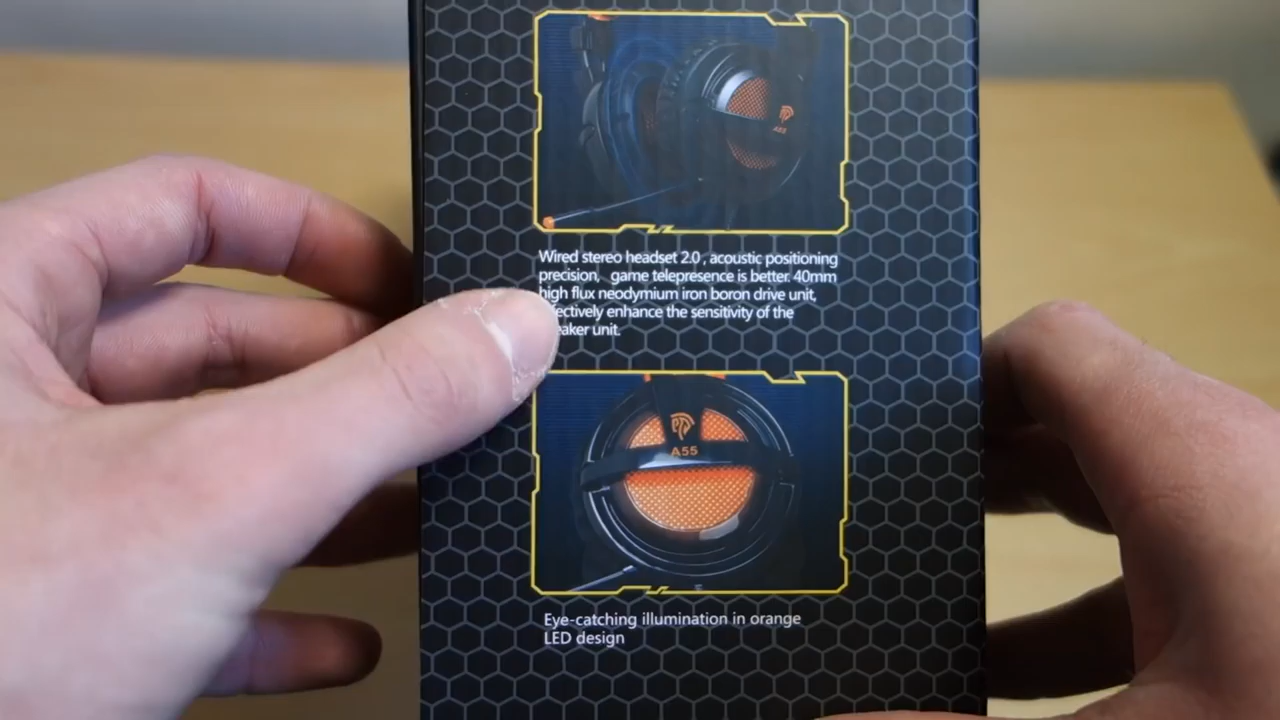 A55
Wired stereo headset 2.0 , acoustic positioning
precision, game telepresence is better. 40mm
high flux neodymium iron boron drive unit,
enhance the sensitivity of the
unit.
A55
Eye-catching illumination in orange
LED design